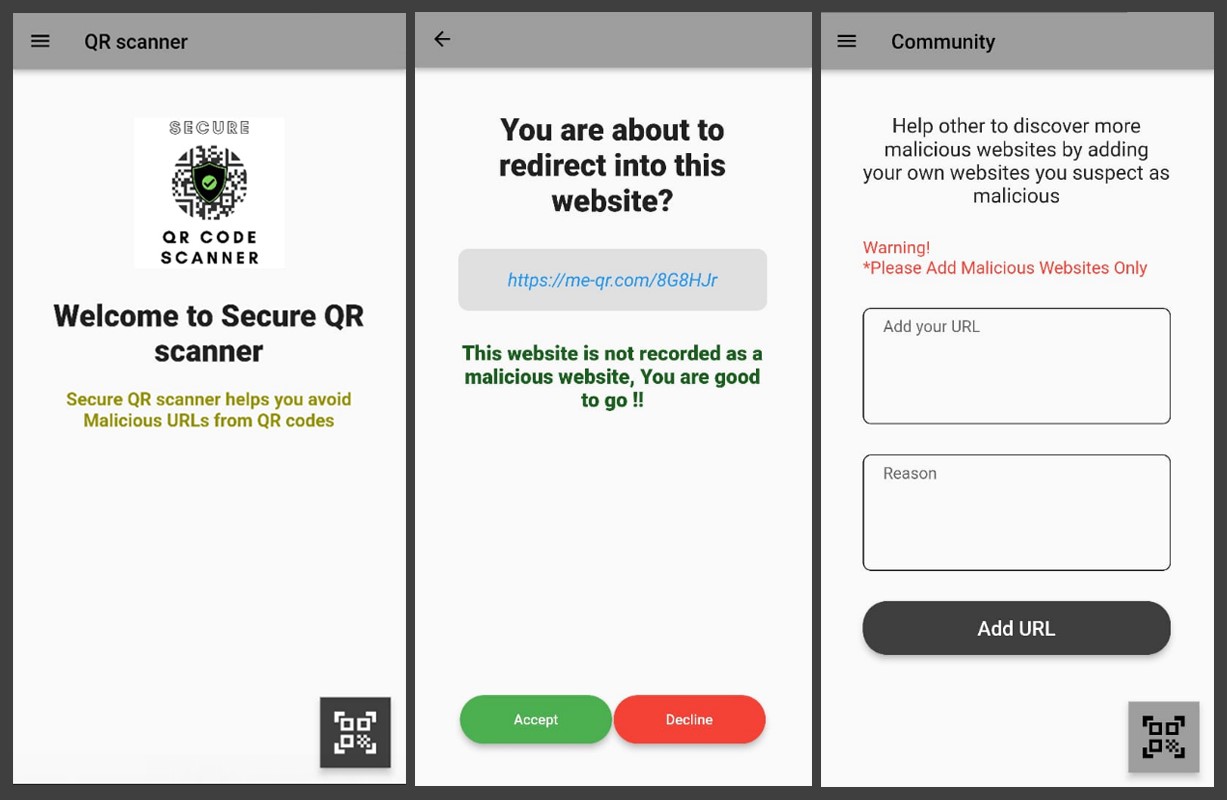 QR scanner
SECURE
QR CODE
SCANNER
Welcome to Secure QR
scanner
Secure QR scanner helps you avoid
Malicious URLs from QR codes
You are about to
redirect into this
website?
https://me-qr.com/8G8HJr
This website is not recorded as a
malicious website, You are good
to go !!
Accept
Decline
Community
Help other to discover more
malicious websites by adding
your own websites you suspect as
malicious
Warning!
*Please Add Malicious Websites Only
Add your URL
Reason
Add URL